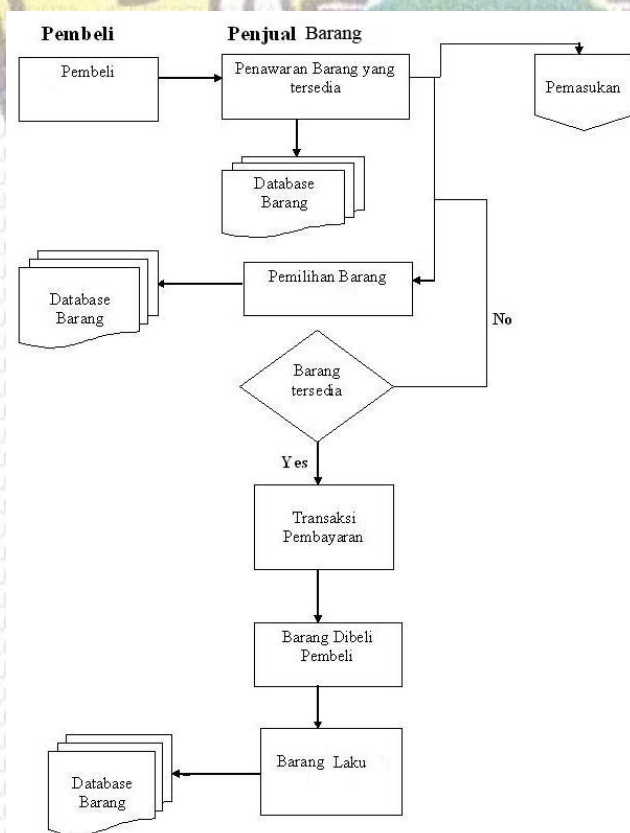 Pembeli
Penjual Barang
Pembeli
Penawaran Barang yang
tersedia
Pemasukan
Database
Barang
Pemilihan Barang
Database
Barang
No
Barang
tersedia
Yes
Transaksi
Pembayaran
Barang Dibeli
Pembeli
Barang Laku
Database
Barang